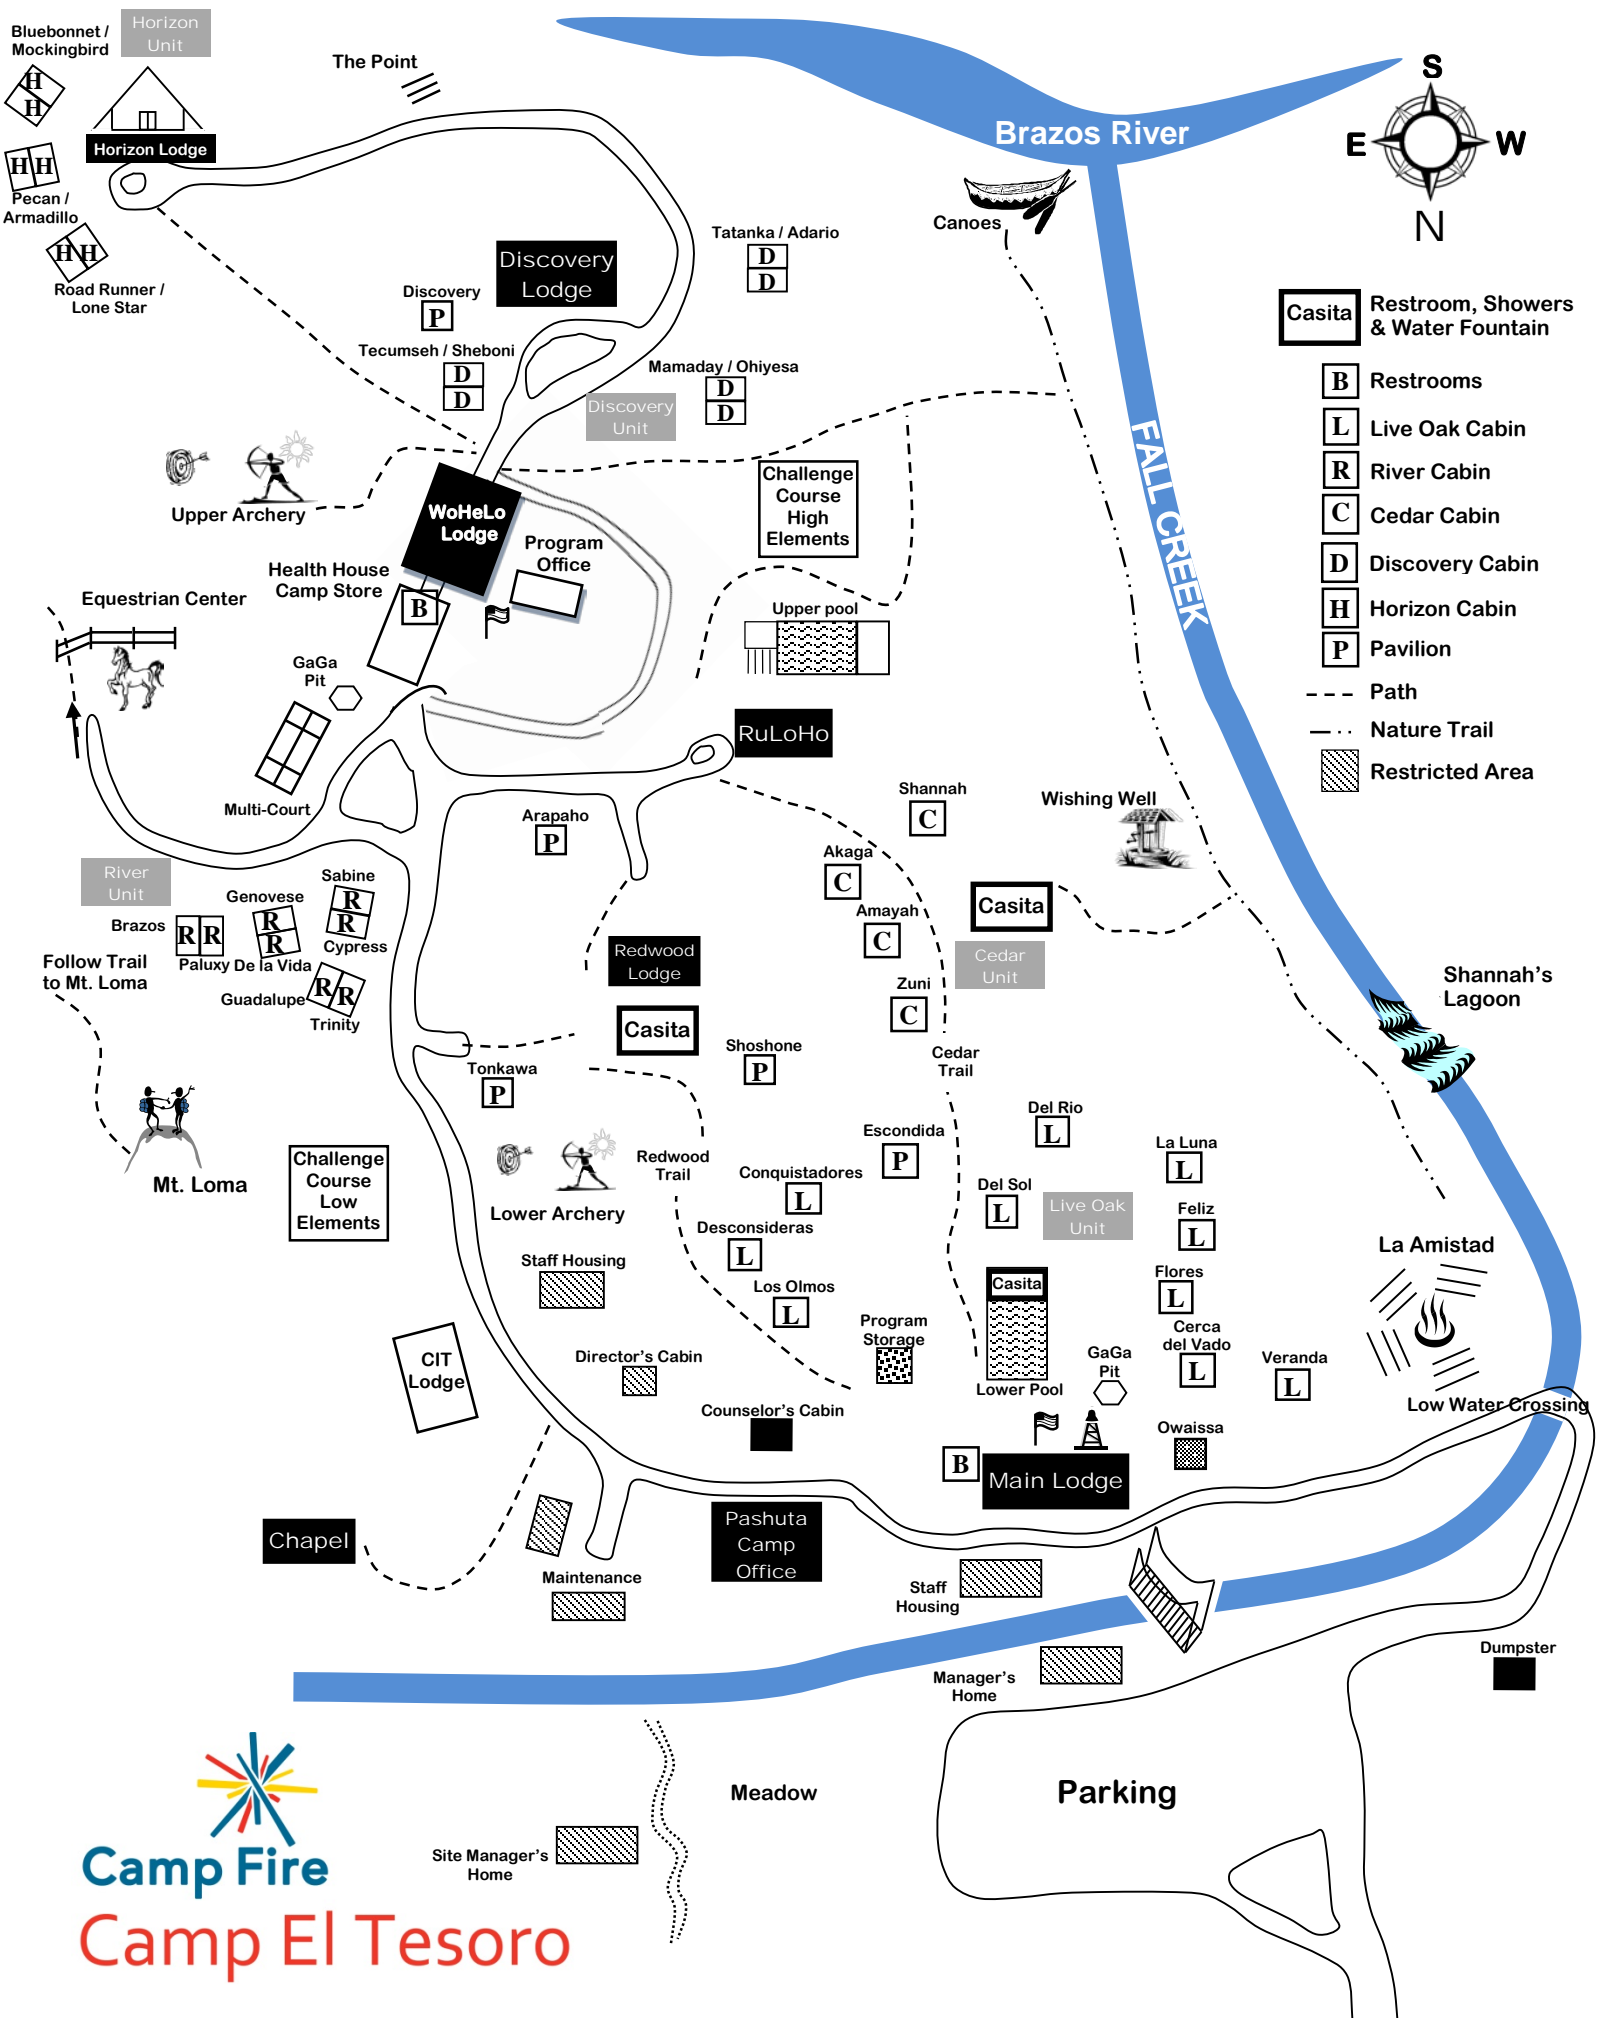 Bluebonnet /
Mockingbird
Horizon
Unit
H
H
Horizon Lodge
H H
Pecan /
Armadillo
H H
Road Runner /
Lone Star
The Point
Brazos River
S
E
W
N
Canoes
Discovery
Lodge
Tatanka / Adario
D
D
Discovery
P
Tecumseh / Sheboni
D
D
Mamaday / Ohiyesa
D
D
Discovery
Unit
Casita
Restroom, Showers
& Water Fountain
B
Restrooms
L
Live Oak Cabin
R
River Cabin
C
Cedar Cabin
D
Discovery Cabin
H
Horizon Cabin
P
Pavilion
Path
Nature Trail
Restricted Area
FALL CREEK
Upper Archery
WoHeLo
Lodge
Program
Office
Challenge
Course
High
Elements
Health House
Camp Store
B
Equestrian Center
Upper pool
GaGa
Pit
Multi-Court
RuLoHo
Arapaho
P
Shannah
C
Wishing Well
Akaga
C
Amayah
C
Casita
Cedar
Unit
Zuni
C
Cedar
Trail
River
Unit
Brazos
R R
Paluxy
Genovese
R
R
De la Vida
Sabine
R
R
Cypress
Guadalupe
R R
Trinity
Follow Trail
to Mt. Loma
Mt. Loma
Redwood
Lodge
Casita
Shoshone
P
Tonkawa
P
Shannah's
Lagoon
Challenge
Course
Low
Elements
Lower Archery
Redwood
Trail
Escondida
P
Conquistadores
L
Desconsideras
L
Los Olmos
L
Del Rio
L
Del Sol
L
Live Oak
Unit
La Luna
L
Feliz
L
Flores
L
Cerca
del Vado
L
Veranda
L
La Amistad
Low Water Crossing
Staff Housing
Director's Cabin
CIT
Lodge
Program
Storage
Casita
Lower Pool
GaGa
Pit
Counselor's Cabin
Owaissa
B
Main Lodge
Chapel
Maintenance
Pashuta
Camp
Office
Staff
Housing
Manager's
Home
Dumpster
Meadow
Parking
Site Manager's
Home
Camp Fire
Camp El Tesoro